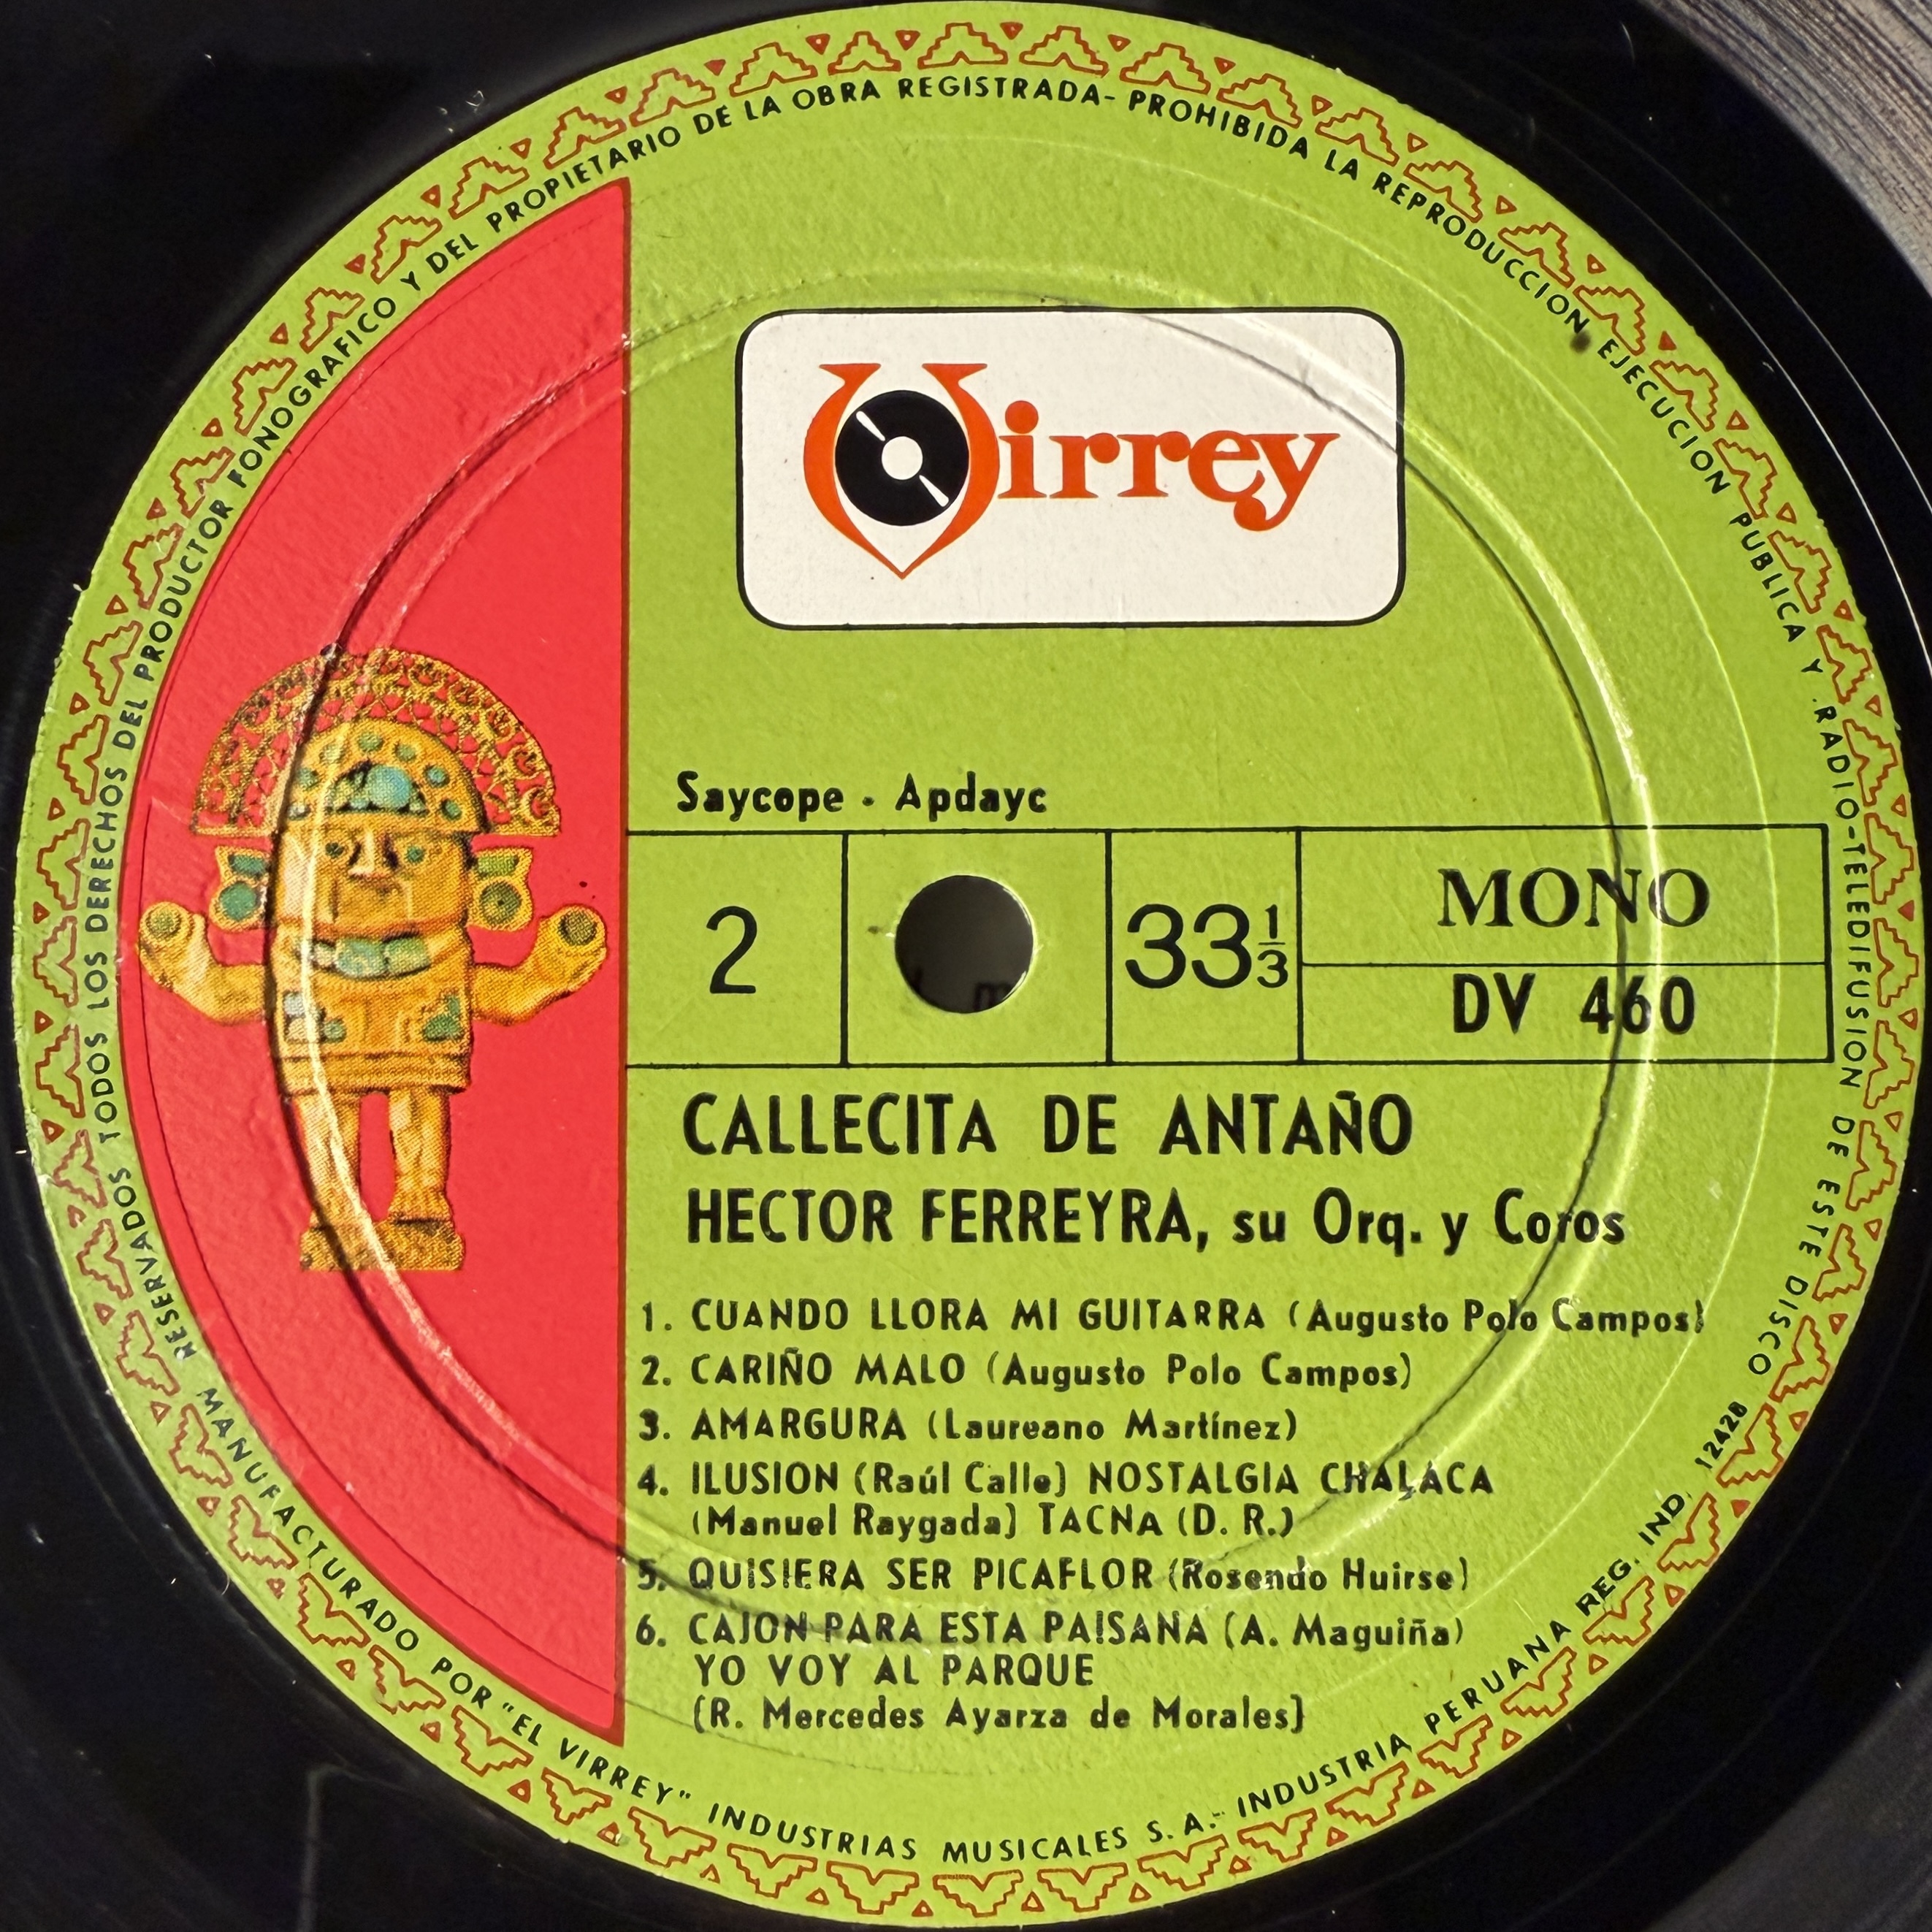 RESERVADOS TODOS LOS DERECHOS DEL PRODUCTOR FONOGRAFICO Y DEL PROPIETARIO DE LA OBRA REGISTRADA- PROHIBIDA LA REPRODUCCION, EJECUCION PUBLICA Y RADIO-TELEDIFUSION DE ESTE DISCO
Virrey
Saycope - Apdayc
2
33 1/3
MONO
DV 460
CALLECITA DE ANTAÑO
HECTOR FERREYRA, su Orq. y Coros
1. CUANDO LLORA MI GUITARRA (Augusto Polo Campos)
2. CARIÑO MALO (Augusto Polo Campos)
3. AMARGURA (Laureano Martínez)
4. ILUSION (Raúl Calle) NOSTALGIA CHALACA
(Manuel Raygada) TACNA (D. R.)
5. QUISIERA SER PICAFLOR (Rosendo Huirse)
6. CAJON PARA ESTA PAISANA (A. Maguiña)
YO VOY AL PARQUE
(R. Mercedes Ayarza de Morales)
MANUFACTURADO POR "EL VIRREY" INDUSTRIAS MUSICALES S. A.- INDUSTRIA PERUANA REG. IND. 12428